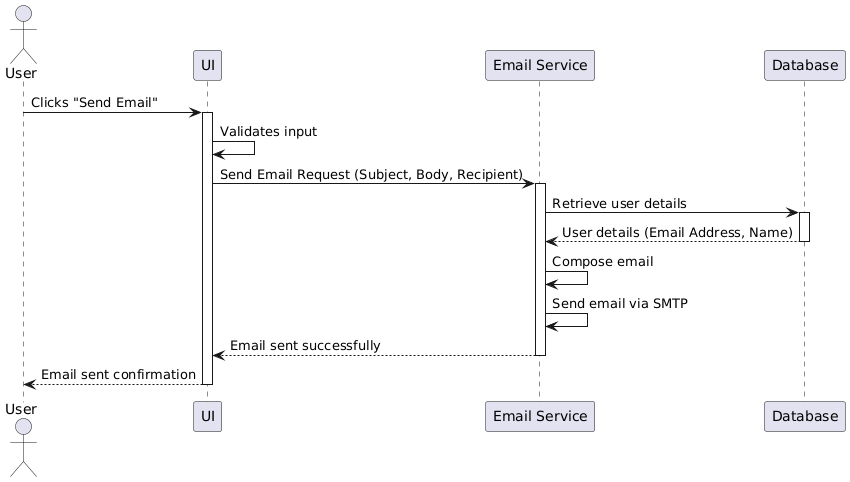 User
UI
Email Service
Database
Clicks "Send Email"
Validates input
Send Email Request (Subject, Body, Recipient)
Retrieve user details
User details (Email Address, Name)
Compose email
Send email via SMTP
Email sent successfully
Email sent confirmation
User
UI
Email Service
Database